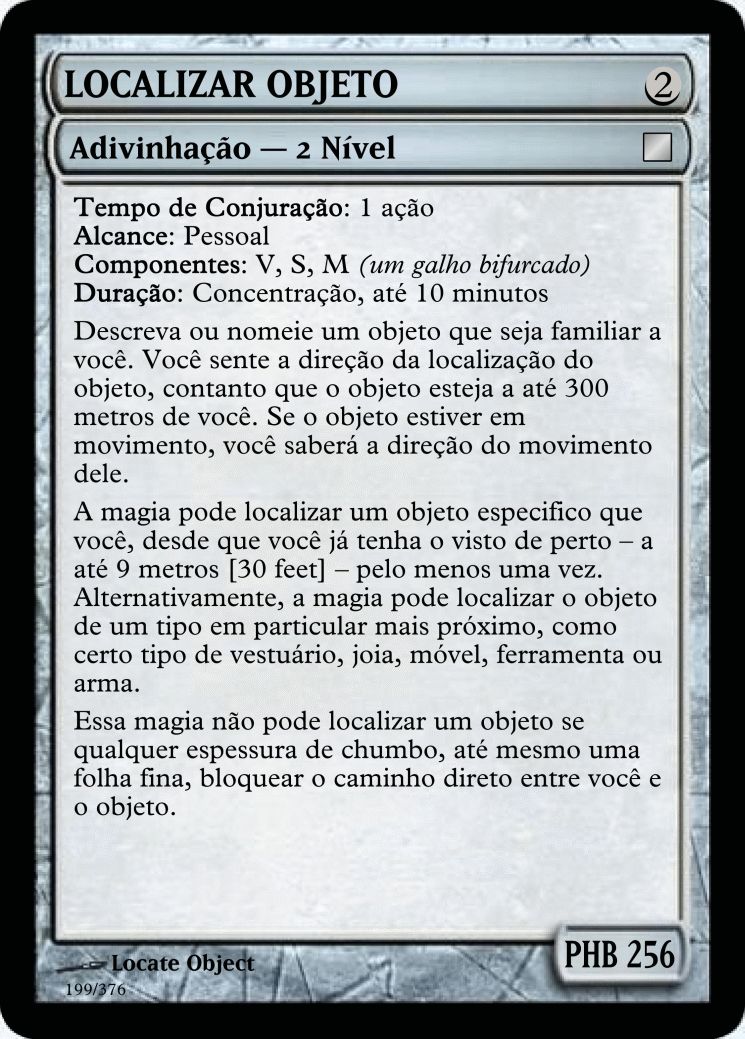 LOCALIZAR OBJETO 2
Adivinhação — 2 Nível
Tempo de Conjuração: 1 ação
Alcance: Pessoal
Componentes: V, S, M (um galho bifurcado)
Duração: Concentração, até 10 minutos
Descreva ou nomeie um objeto que seja familiar a
você. Você sente a direção da localização do
objeto, contanto que o objeto esteja a até 300
metros de você. Se o objeto estiver em
movimento, você saberá a direção do movimento
dele.
A magia pode localizar um objeto especifico que
você, desde que você já tenha o visto de perto – a
até 9 metros [30 feet] – pelo menos uma vez.
Alternativamente, a magia pode localizar o objeto
de um tipo em particular mais próximo, como
certo tipo de vestuário, joia, móvel, ferramenta ou
arma.
Essa magia não pode localizar um objeto se
qualquer espessura de chumbo, até mesmo uma
folha fina, bloquear o caminho direto entre você e
o objeto.
PHB 256
Locate Object
199/376